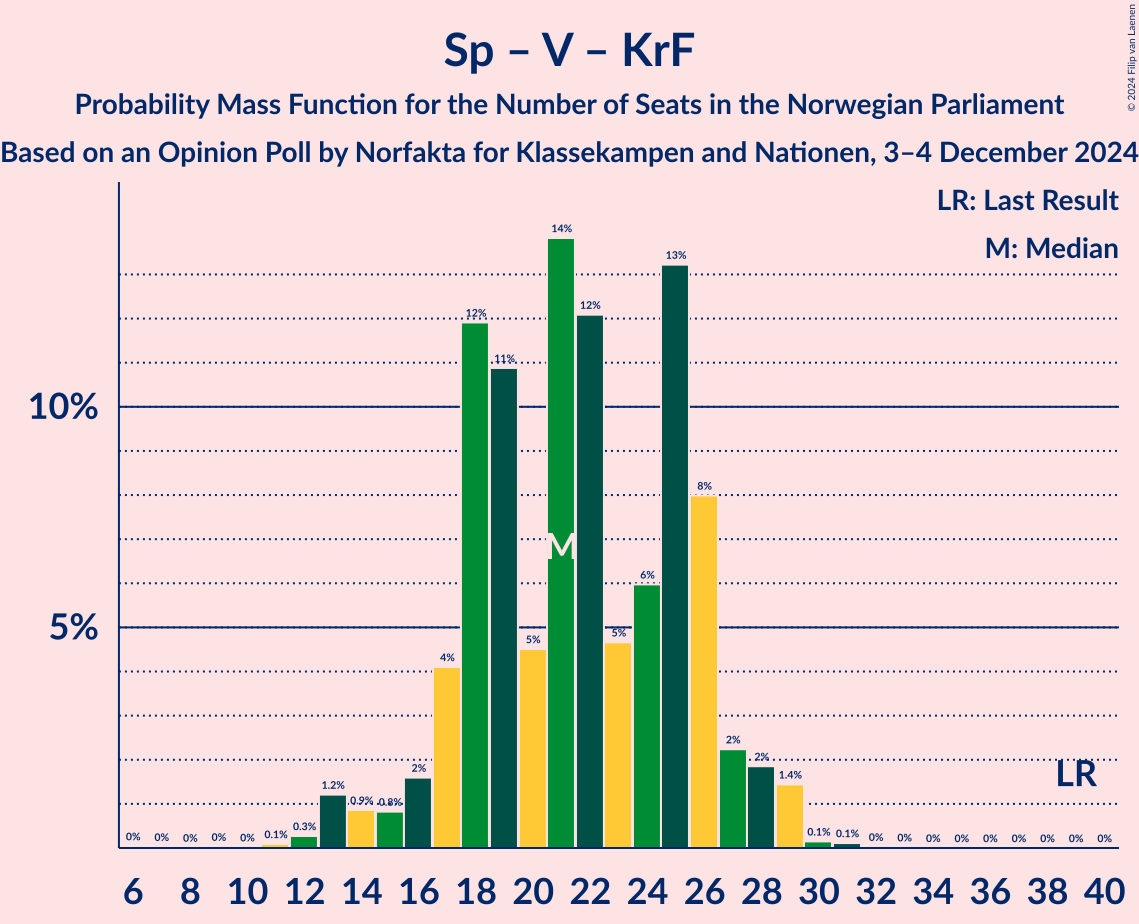 Sp – V – KrF
Probability Mass Function for the Number of Seats in the Norwegian Parliament
Based on an Opinion Poll by Norfakta for Klassekampen and Nationen, 3–4 December 2024
© 2024 Filip van Laenen
LR: Last Result
M: Median
10%
5%
0% 0% 0% 0% 0% 0.1% 0.3% 1.2% 0.9% 0.8% 2% 4% 12% 11% 5% 14% 12% 5% 6% 13% 8% 2% 2% 1.4% 0.1% 0.1% 0% 0% 0% 0% 0% 0% 0% 0% 0%
M
LR
6 8 10 12 14 16 18 20 22 24 26 28 30 32 34 36 38 40